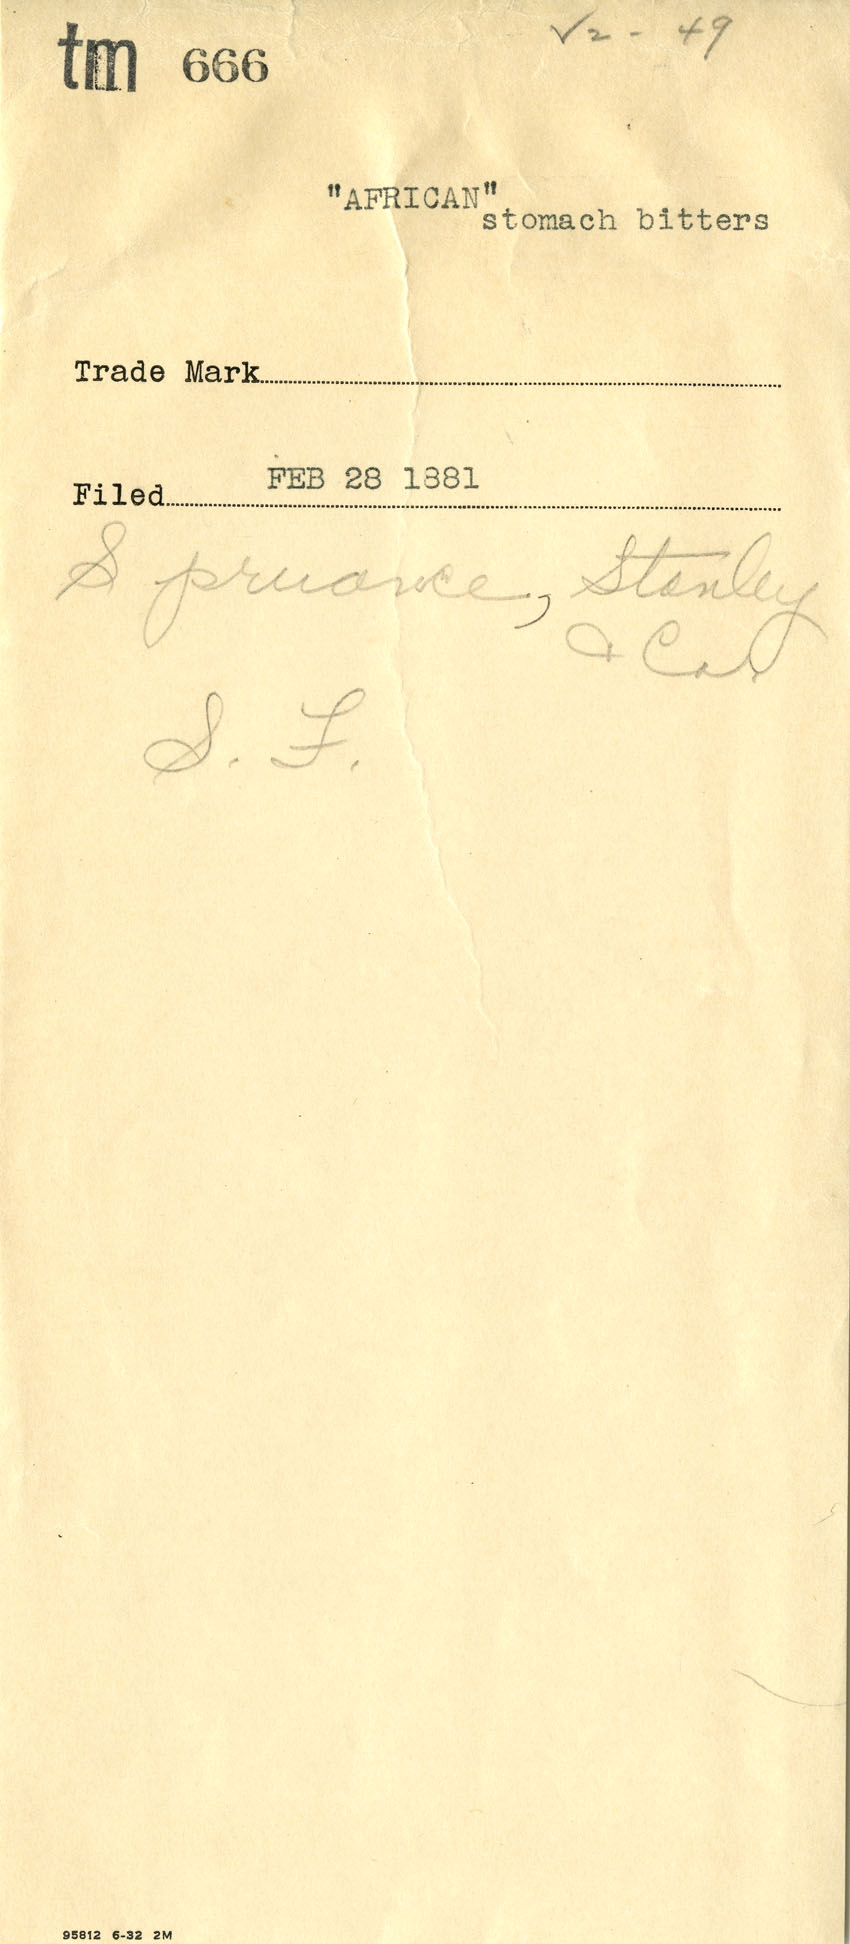 tm 666
√2 - 49
"AFRICAN"
stomach bitters
Trade Mark
Filed FEB 28 1881
Spruance, Stanley
& Co.
S. F.
95812 6-32 2M